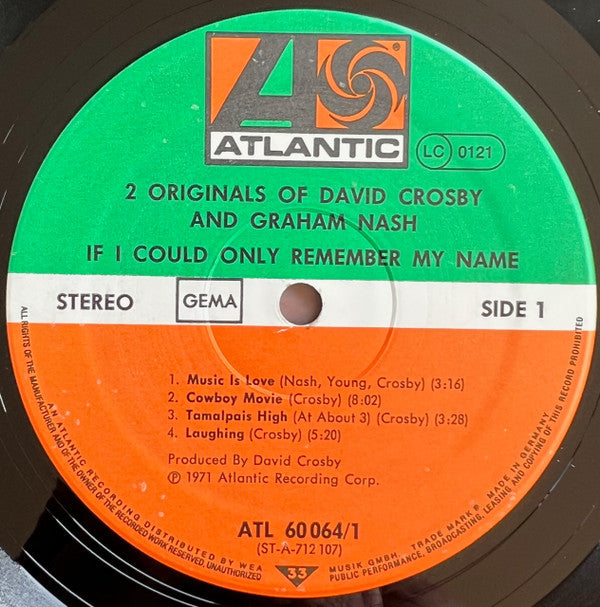 ATLANTIC
®
LC 0121
2 ORIGINALS OF DAVID CROSBY
AND GRAHAM NASH
IF I COULD ONLY REMEMBER MY NAME
STEREO GEMA SIDE 1
1. Music Is Love (Nash, Young, Crosby) (3:16)
2. Cowboy Movie (Crosby) (8:02)
3. Tamalpais High (At About 3) (Crosby) (3:28)
4. Laughing (Crosby) (5:20)
Produced By David Crosby
℗ 1971 Atlantic Recording Corp.
ATL 60 064/1
(ST-A-712 107)
33
AN ATLANTIC RECORDING DISTRIBUTED BY WEA MUSIK GMBH. TRADE MARK® MADE IN GERMANY
ALL RIGHTS OF THE MANUFACTURER AND OF THE OWNER OF THE RECORDED WORK RESERVED. UNAUTHORIZED PUBLIC PERFORMANCE, BROADCASTING, LEASING AND COPYING OF THIS RECORD PROHIBITED